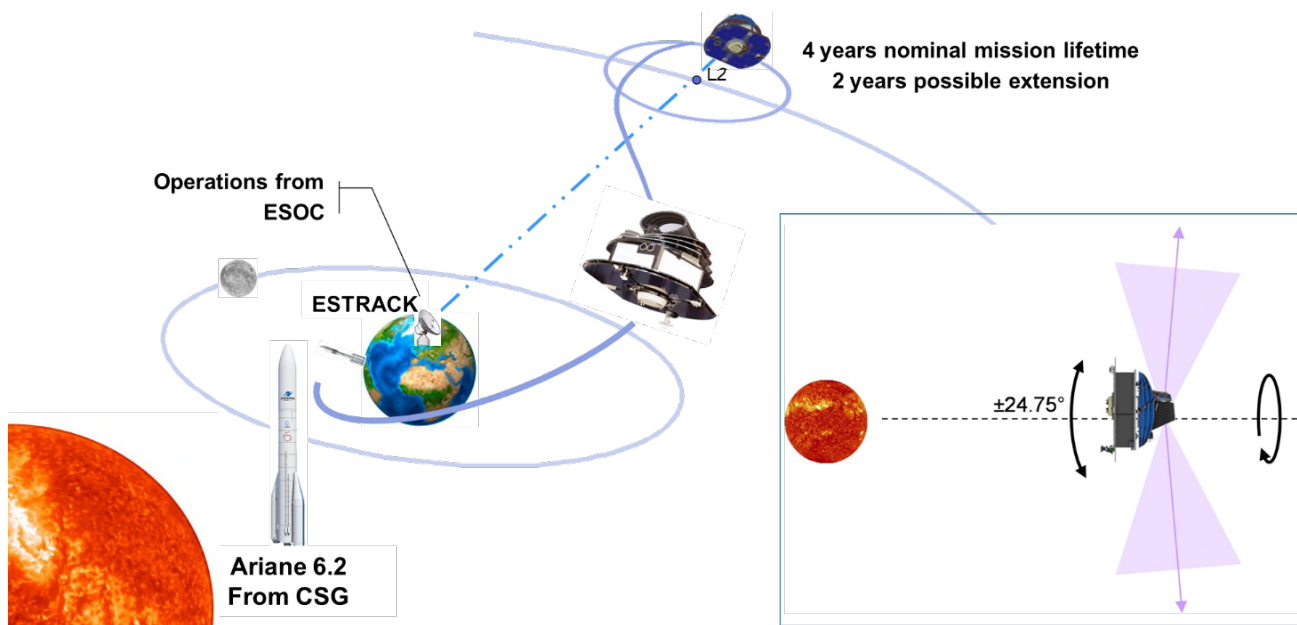 4 years nominal mission lifetime
2 years possible extension
L2
Operations from
ESOC
ESTRACK
±24.75°
Ariane 6.2
From CSG